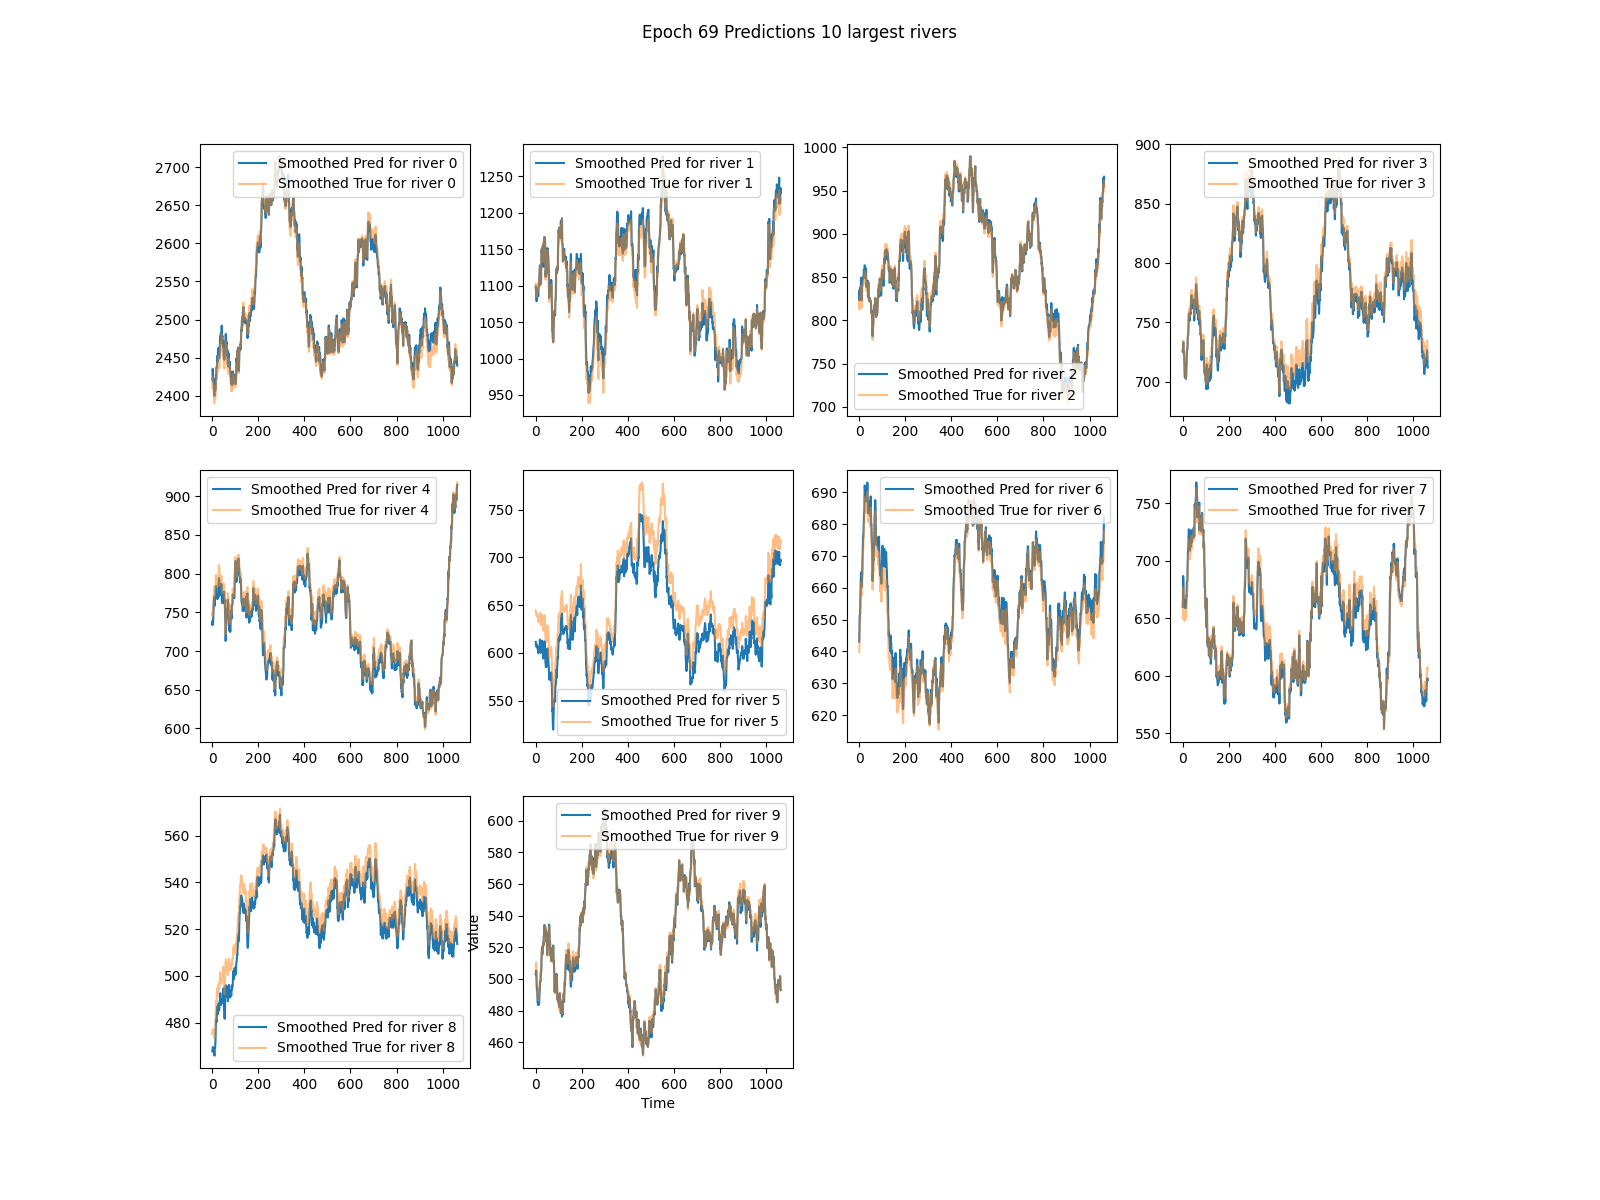 Epoch 69 Predictions 10 largest rivers
Smoothed Pred for river 0
Smoothed True for river 0
2700
2650
2600
2550
2500
2450
2400
0 200 400 600 800 1000
Smoothed Pred for river 1
Smoothed True for river 1
1250
1200
1150
1100
1050
1000
950
0 200 400 600 800 1000
1000
950
900
850
800
750
700
Smoothed Pred for river 2
Smoothed True for river 2
0 200 400 600 800 1000
900
850
800
750
700
Smoothed Pred for river 3
Smoothed True for river 3
0 200 400 600 800 1000
Smoothed Pred for river 4
Smoothed True for river 4
900
850
800
750
700
650
600
0 200 400 600 800 1000
750
700
650
600
550
Smoothed Pred for river 5
Smoothed True for river 5
0 200 400 600 800 1000
Smoothed Pred for river 6
Smoothed True for river 6
690
680
670
660
650
640
630
620
0 200 400 600 800 1000
Smoothed Pred for river 7
Smoothed True for river 7
750
700
650
600
550
0 200 400 600 800 1000
560
540
520
500
480
Smoothed Pred for river 8
Smoothed True for river 8
0 200 400 600 800 1000
Smoothed Pred for river 9
Smoothed True for river 9
600
580
560
540
520
500
480
460
Value
0 200 400 600 800 1000
Time